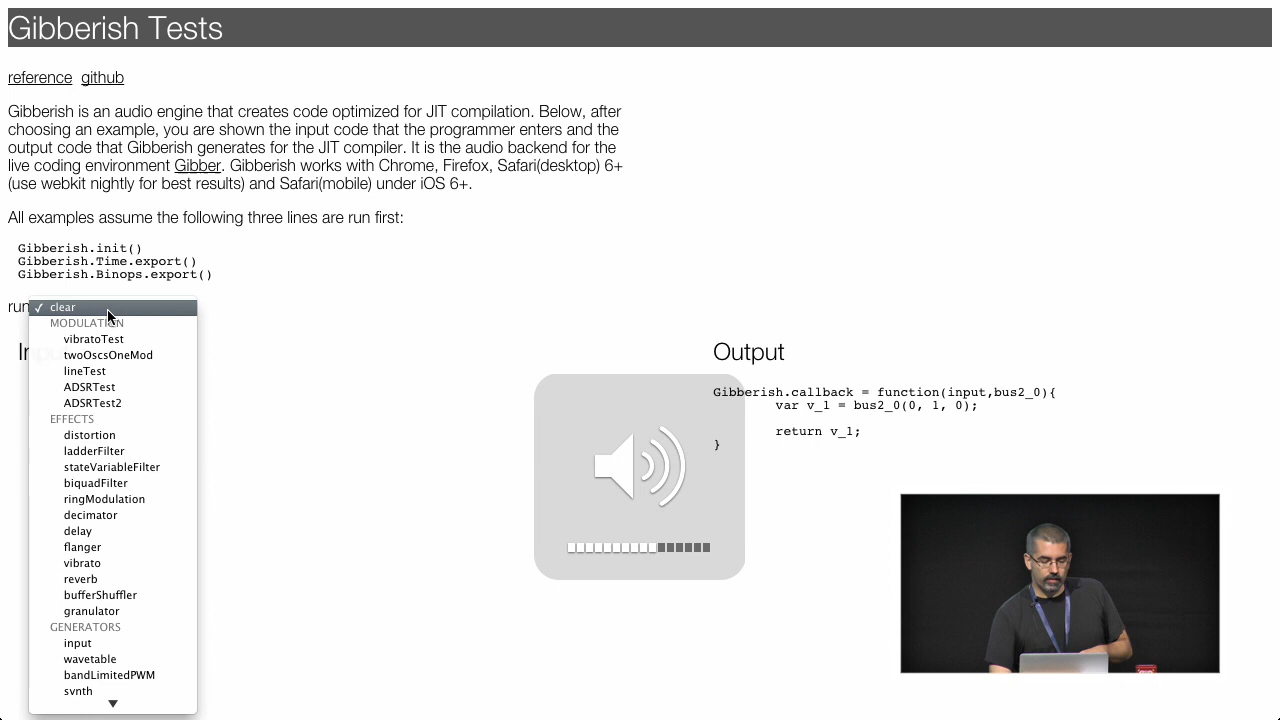 Gibberish Tests
reference github
Gibberish is an audio engine that creates code optimized for JIT compilation. Below, after
choosing an example, you are shown the input code that the programmer enters and the
output code that Gibberish generates for the JIT compiler. It is the audio backend for the
live coding environment Gibber. Gibberish works with Chrome, Firefox, Safari(desktop) 6+
(use webkit nightly for best results) and Safari(mobile) under iOS 6+.
All examples assume the following three lines are run first:
Gibberish.init()
Gibberish.Time.export()
Gibberish.Binops.export()
run
✓ clear
MODULATION
vibratoTest
twoOscsOneMod
lineTest
ADSRTest
ADSRTest2
EFFECTS
distortion
ladderFilter
stateVariableFilter
biquadFilter
ringModulation
decimator
delay
flanger
vibrato
reverb
bufferShuffler
granulator
GENERATORS
input
wavetable
bandLimitedPWM
synth
Output
Gibberish.callback = function(input,bus2_0){
var v_1 = bus2_0(0, 1, 0);
return v_1;
}